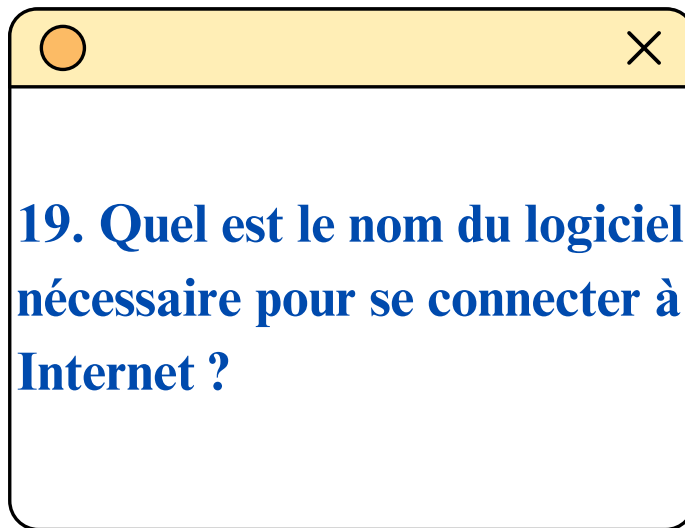 19. Quel est le nom du logiciel
nécessaire pour se connecter à
Internet ?